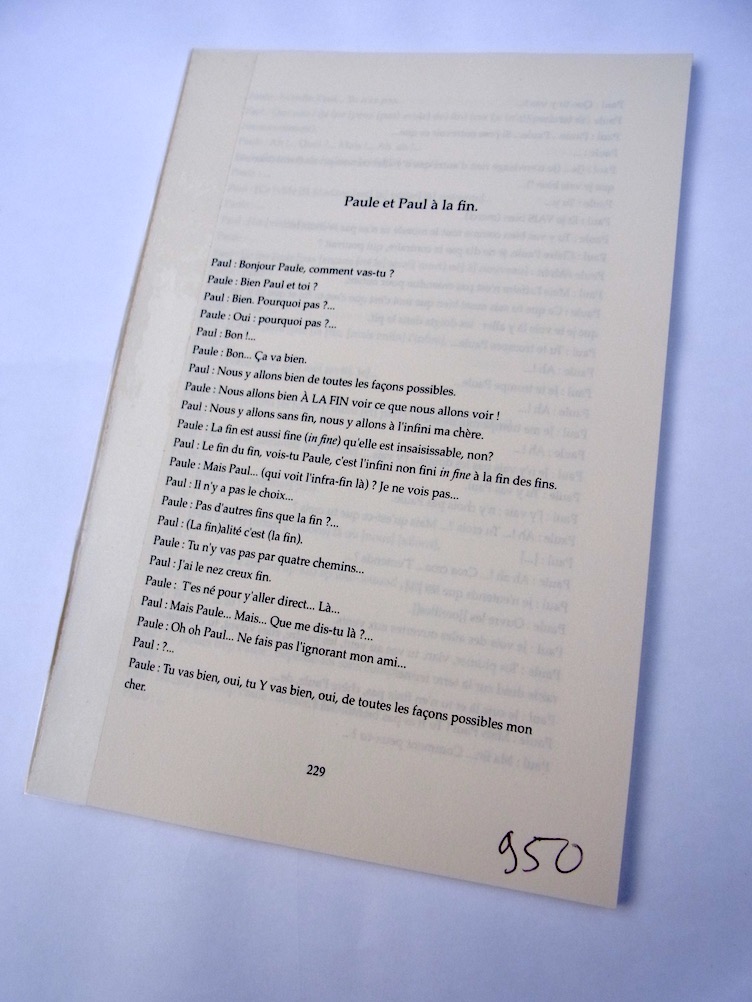 Paule et Paul à la fin.
Paul : Bonjour Paule, comment vas-tu ?
Paule : Bien Paul et toi ?
Paul : Bien. Pourquoi pas ?...
Paule : Oui : pourquoi pas ?...
Paul : Bon !...
Paule : Bon... Ça va bien.
Paul : Nous y allons bien de toutes les façons possibles.
Paule : Nous allons bien À LA FIN voir ce que nous allons voir !
Paul : Nous y allons sans fin, nous y allons à l'infini ma chère.
Paule : La fin est aussi fine (in fine) qu'elle est insaisissable, non?
Paul : Le fin du fin, vois-tu Paule, c'est l'infini non fini in fine à la fin des fins.
Paule : Mais Paul... (qui voit l'infra-fin là) ? Je ne vois pas...
Paul : Il n'y a pas le choix...
Paule : Pas d'autres fins que la fin ?...
Paul : (La fin)alité c'est (la fin).
Paule : Tu n'y vas pas par quatre chemins...
Paul : J'ai le nez creux fin.
Paule : T'es né pour y'aller direct... Là...
Paul : Mais Paule... Mais... Que me dis-tu là ?...
Paule : Oh oh Paul... Ne fais pas l'ignorant mon ami...
Paul : ?...
Paule : Tu vas bien, oui, tu Y vas bien, oui, de toutes les façons possibles mon
cher.
229
950